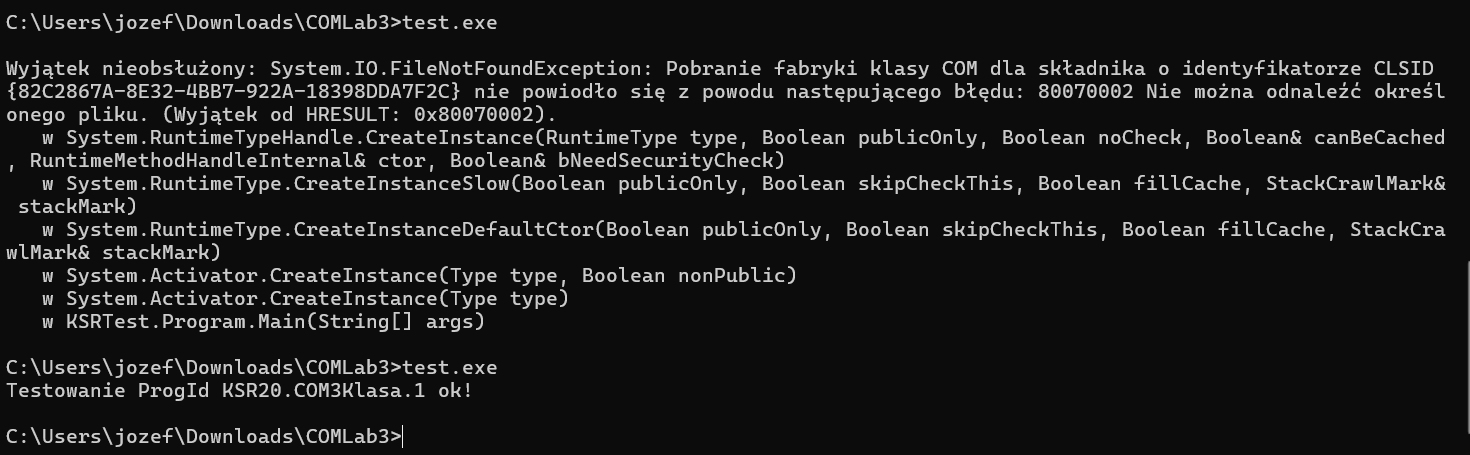 C:\Users\jozef\Downloads\COMLab3>test.exe
Wyjątek nieobsłużony: System.IO.FileNotFoundException: Pobranie fabryki klasy COM dla składnika o identyfikatorze CLSID
{82C2867A-8E32-4BB7-922A-18398DDA7F2C} nie powiodło się z powodu następującego błędu: 80070002 Nie można odnaleźć określ
onego pliku. (Wyjątek od HRESULT: 0x80070002).
   w System.RuntimeTypeHandle.CreateInstance(RuntimeType type, Boolean publicOnly, Boolean noCheck, Boolean& canBeCached
, RuntimeMethodHandleInternal& ctor, Boolean& bNeedSecurityCheck)
   w System.RuntimeType.CreateInstanceSlow(Boolean publicOnly, Boolean skipCheckThis, Boolean fillCache, StackCrawlMark&
 stackMark)
   w System.RuntimeType.CreateInstanceDefaultCtor(Boolean publicOnly, Boolean skipCheckThis, Boolean fillCache, StackCra
wlMark& stackMark)
   w System.Activator.CreateInstance(Type type, Boolean nonPublic)
   w System.Activator.CreateInstance(Type type)
   w KSRTest.Program.Main(String[] args)
C:\Users\jozef\Downloads\COMLab3>test.exe
Testowanie ProgId KSR20.COM3Klasa.1 ok!
C:\Users\jozef\Downloads\COMLab3>